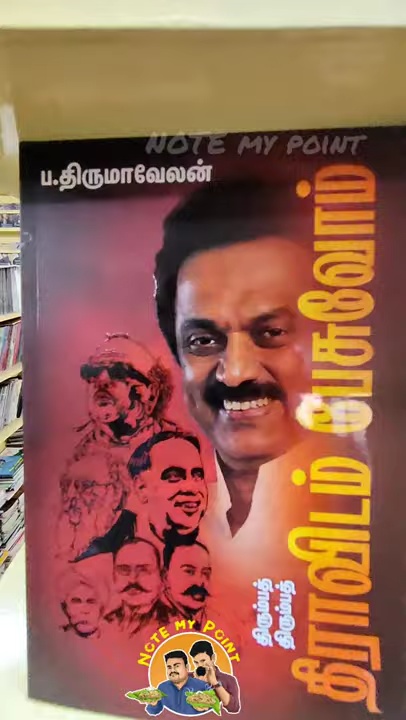 NOTE MY POINT
ப.திருமாவேலன்
திரும்பத்
திரும்பத்
திராவிடம் பேசுவோம்
NOTE MY POINT